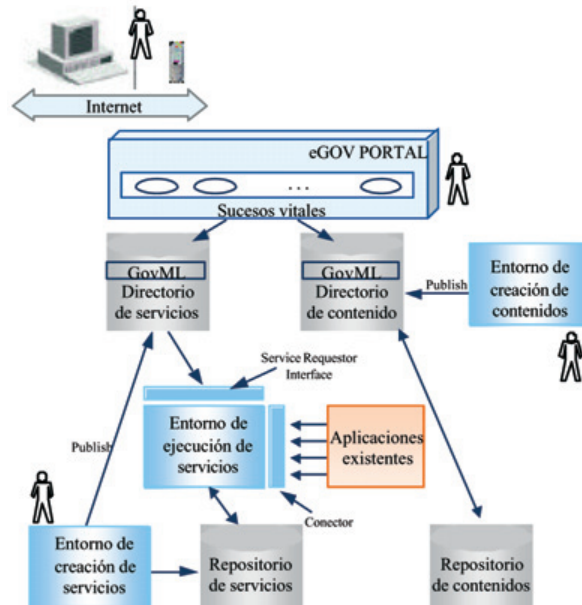 Internet
eGOV PORTAL
...
Sucesos vitales
GovML
Directorio
de servicios
GovML
Directorio
de contenido
Publish
Entorno de
creación de
contenidos
Service Requestor
Interface
Entorno de
ejecución de
servicios
Aplicaciones
existentes
Publish
Conector
Entorno de
creación de
servicios
Repositorio
de servicios
Repositorio
de contenidos